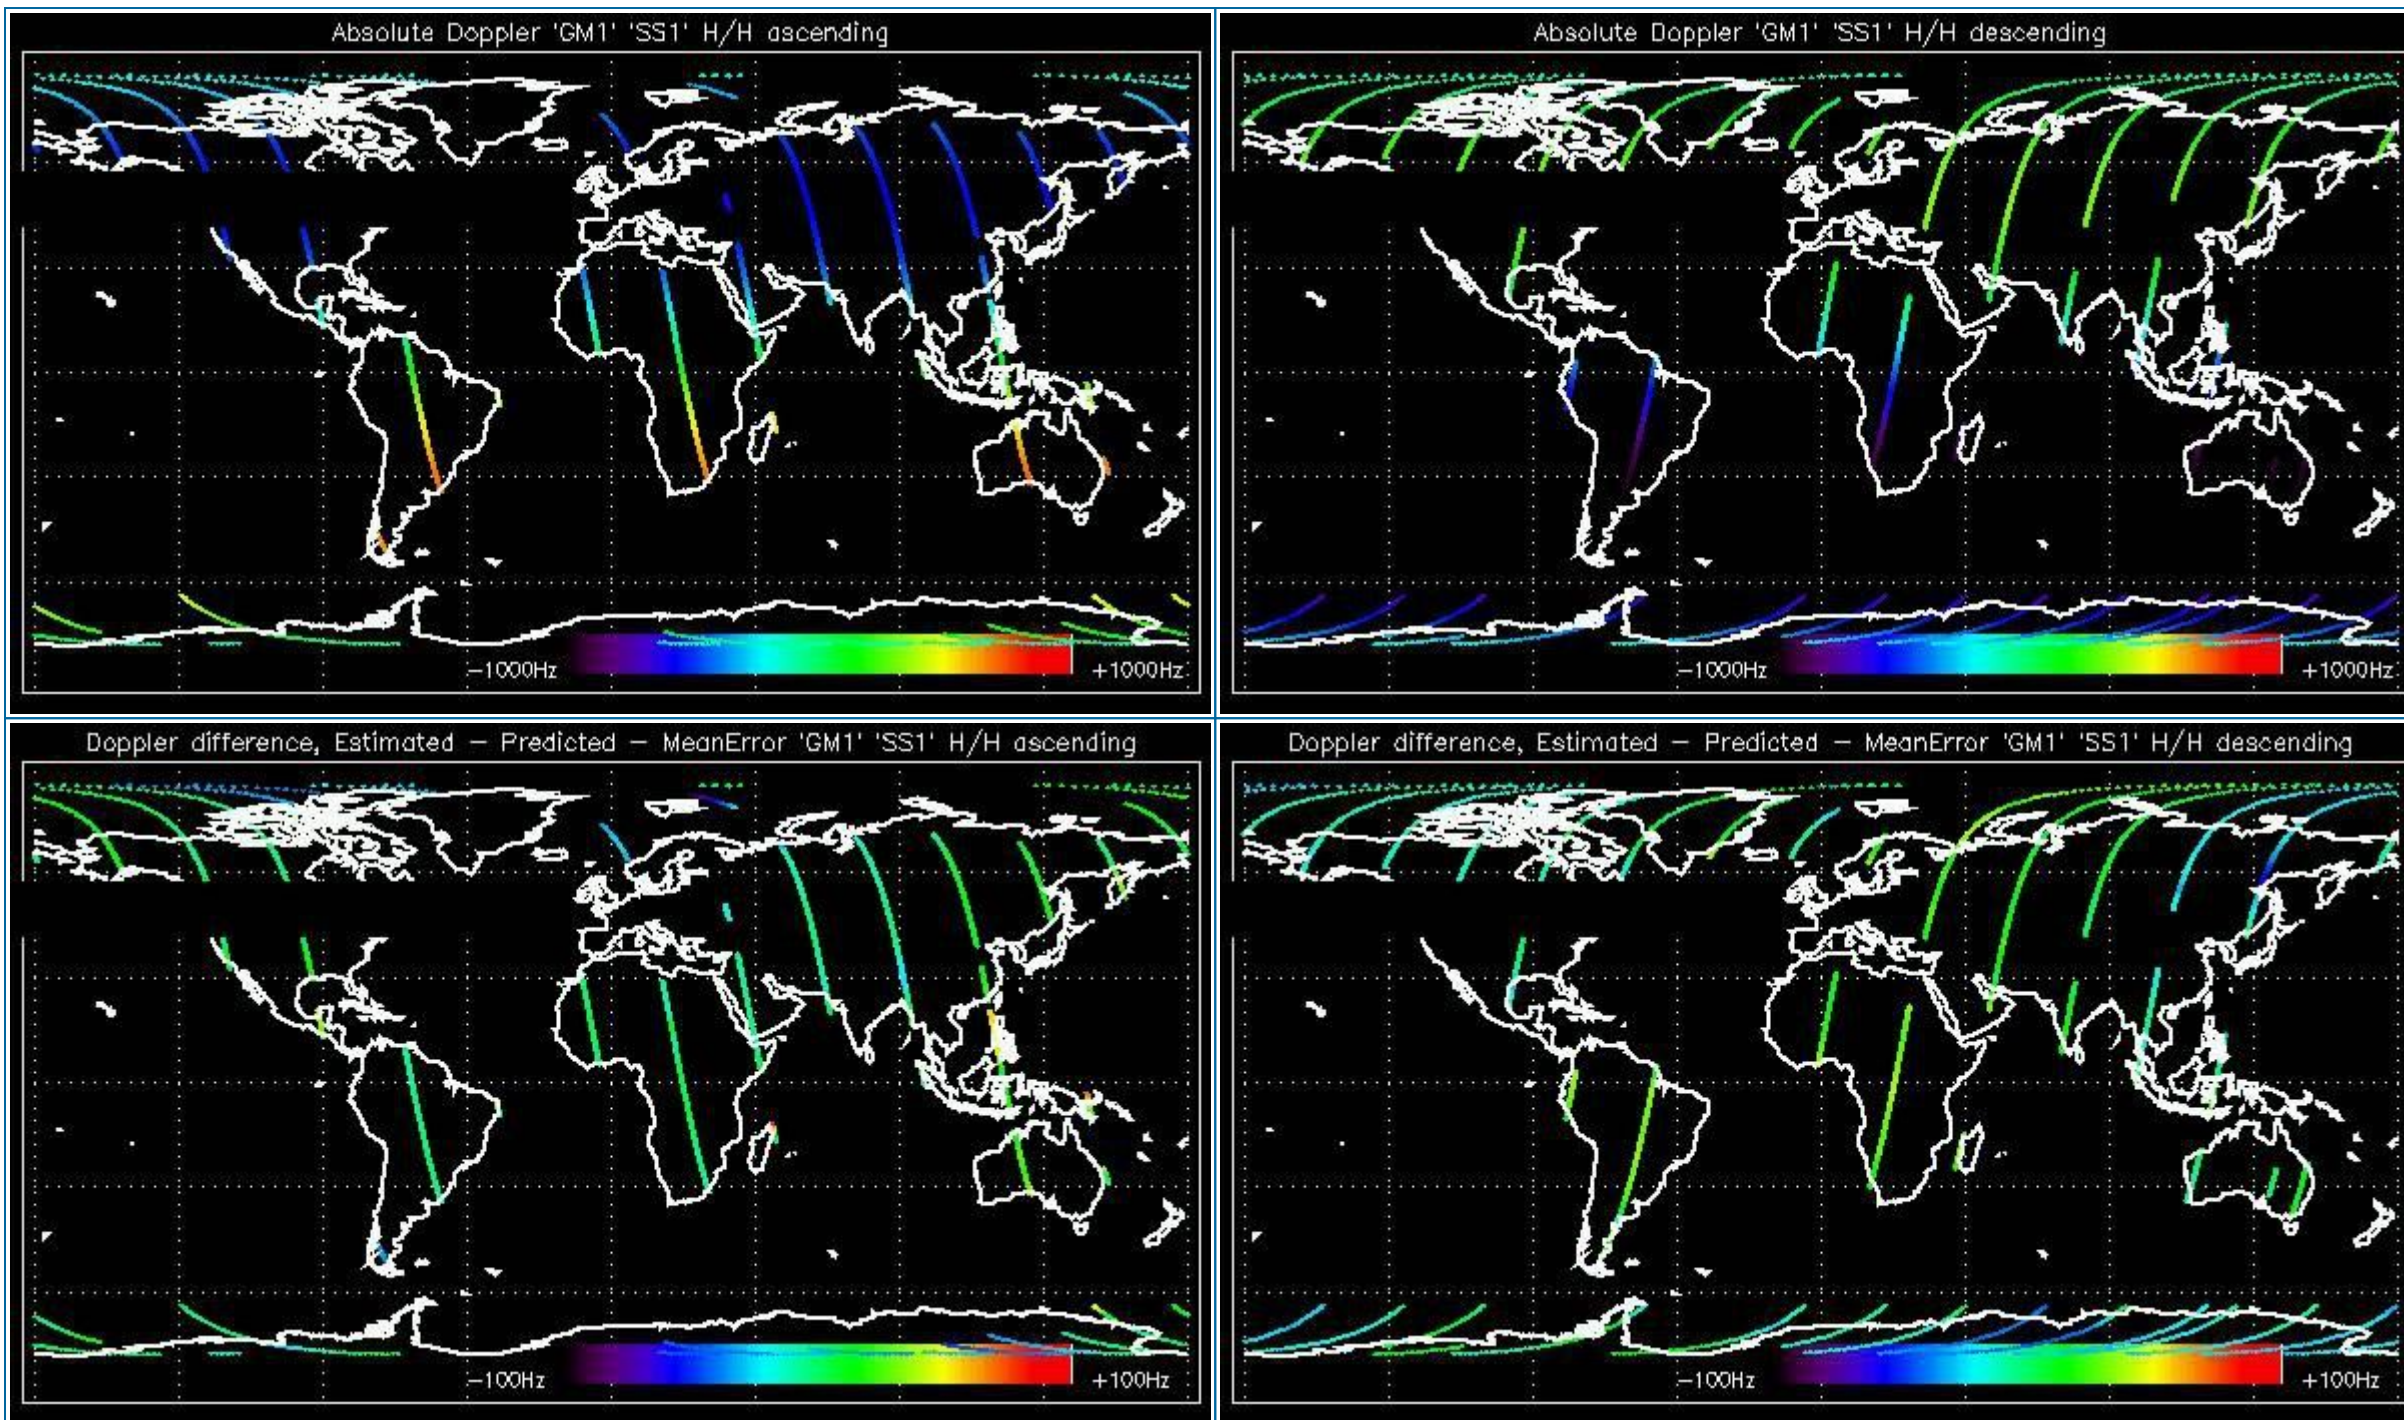 Absolute Doppler 'GM1' 'SS1' H/H ascending
-1000Hz
+1000Hz
Absolute Doppler 'GM1' 'SS1' H/H descending
-1000Hz
+1000Hz
Doppler difference, Estimated - Predicted - MeanError 'GM1' 'SS1' H/H ascending
-100Hz
+100Hz
Doppler difference, Estimated - Predicted - MeanError 'GM1' 'SS1' H/H descending
-100Hz
+100Hz